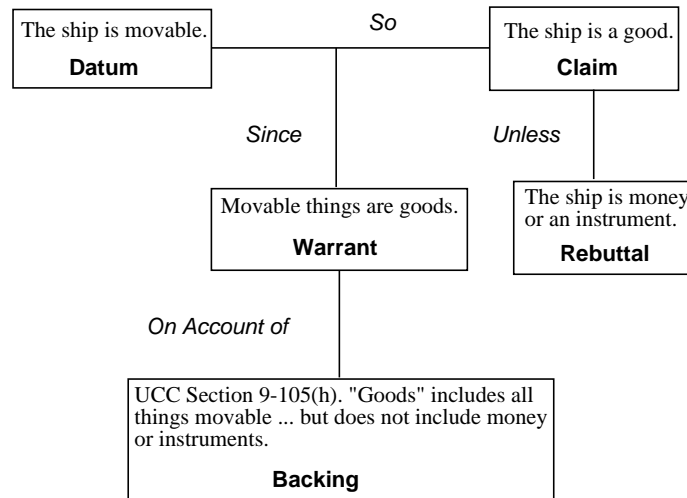 The ship is movable.
Datum
So
The ship is a good.
Claim
Since
Unless
Movable things are goods.
Warrant
The ship is money
or an instrument.
Rebuttal
On Account of
UCC Section 9-105(h). "Goods" includes all
things movable ... but does not include money
or instruments.
Backing